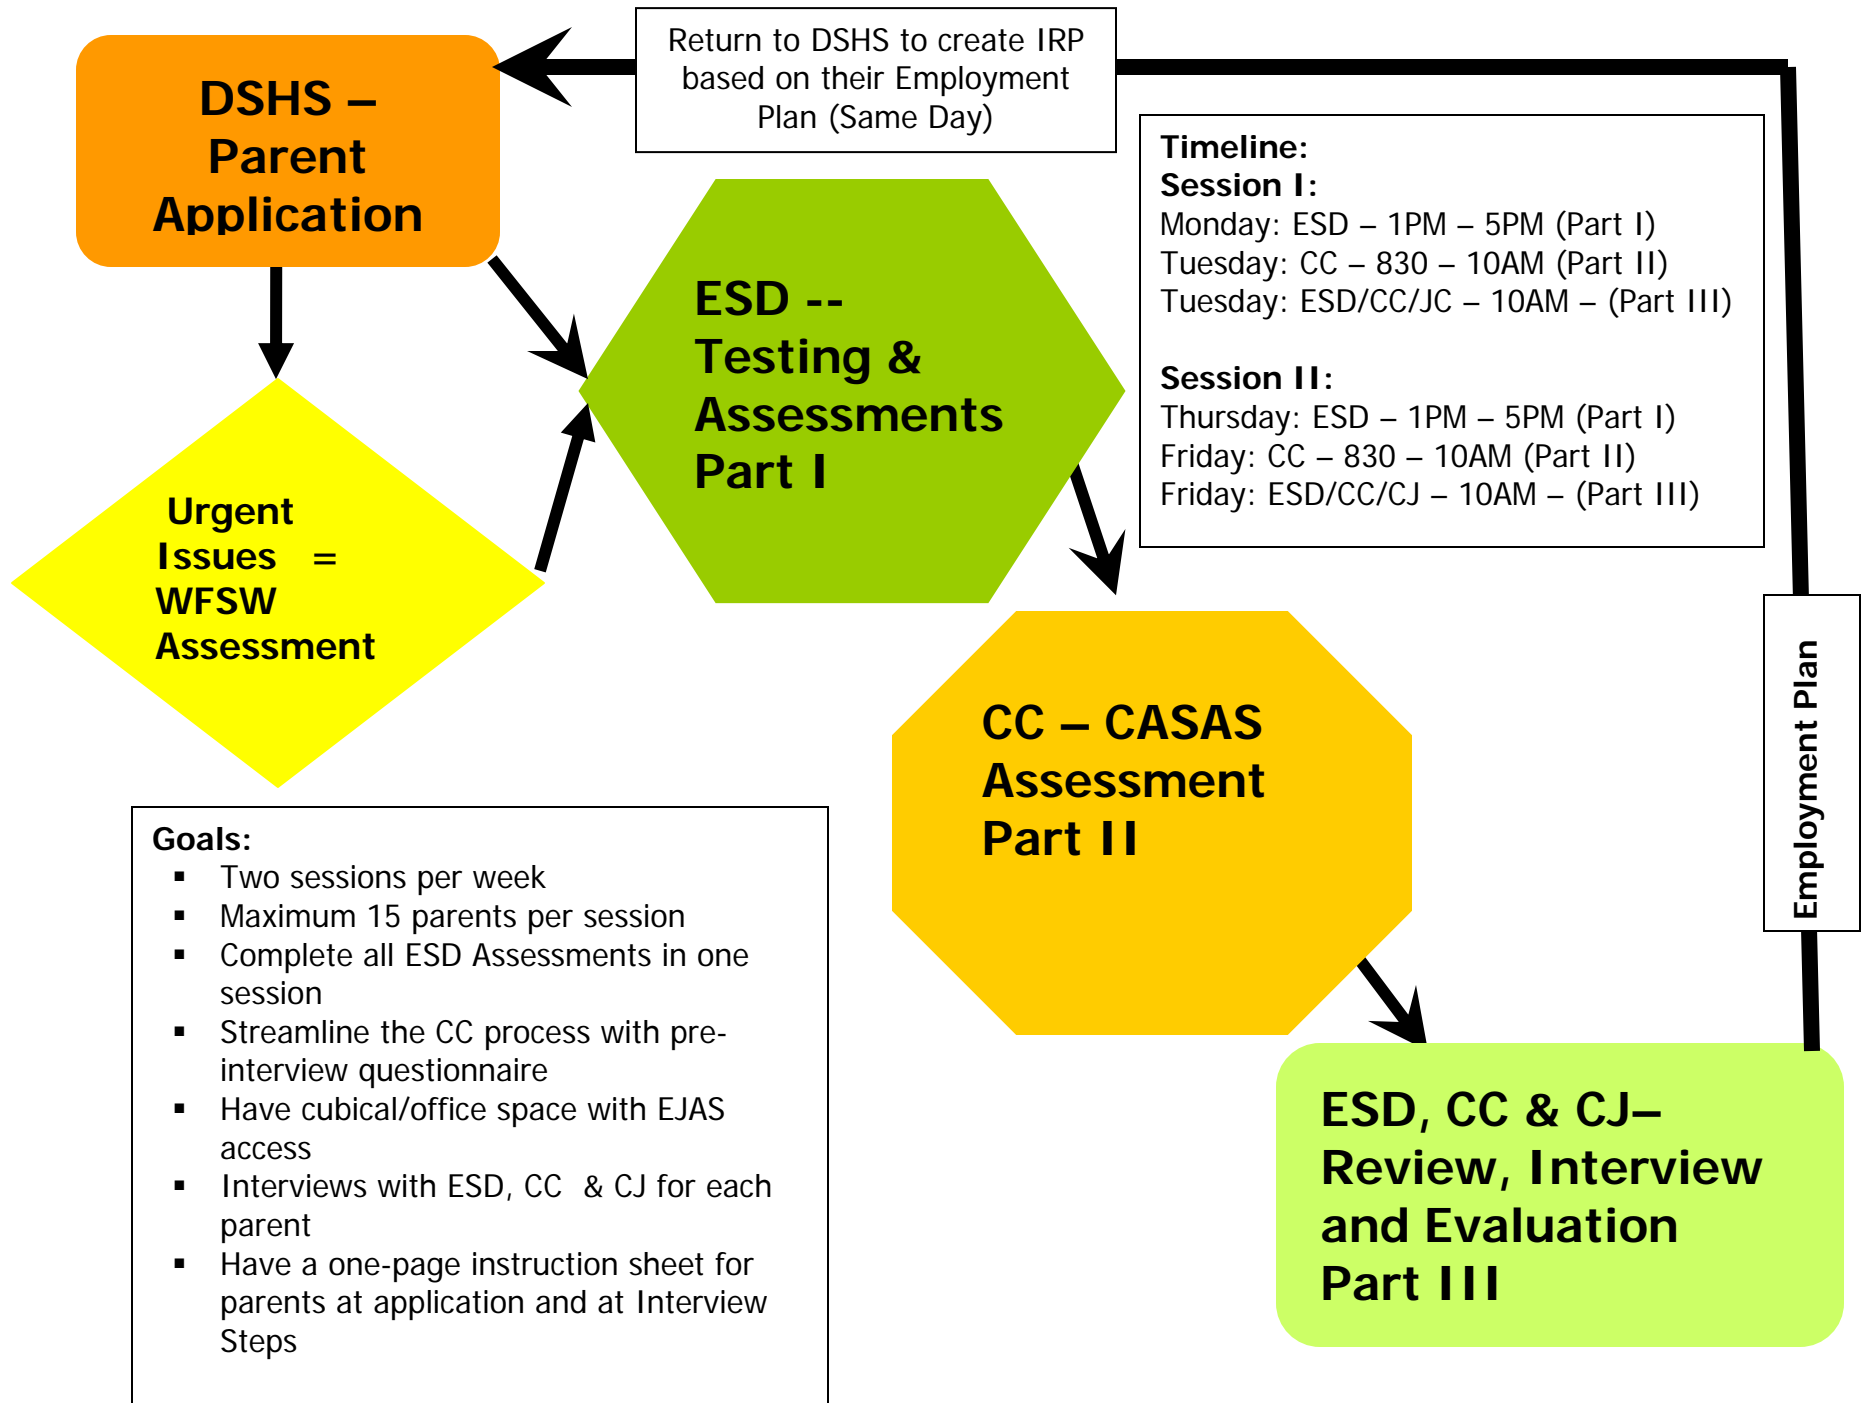 DSHS –
Parent
Application
Return to DSHS to create IRP
based on their Employment
Plan (Same Day)
Timeline:
Session I:
Monday: ESD – 1PM – 5PM (Part I)
Tuesday: CC – 830 – 10AM (Part II)
Tuesday: ESD/CC/JC – 10AM – (Part III)
Session II:
Thursday: ESD – 1PM – 5PM (Part I)
Friday: CC – 830 – 10AM (Part II)
Friday: ESD/CC/CJ – 10AM – (Part III)
ESD --
Testing &
Assessments
Part I
Urgent
Issues =
WFSW
Assessment
CC – CASAS
Assessment
Part II
Employment Plan
Goals:
▪ Two sessions per week
▪ Maximum 15 parents per session
▪ Complete all ESD Assessments in one
session
▪ Streamline the CC process with pre-
interview questionnaire
▪ Have cubical/office space with EJAS
access
▪ Interviews with ESD, CC & CJ for each
parent
▪ Have a one-page instruction sheet for
parents at application and at Interview
Steps
ESD, CC & CJ–
Review, Interview
and Evaluation
Part III